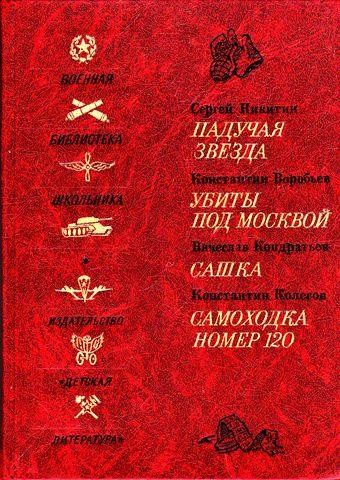 ВОЕННАЯ
БИБЛИОТЕКА
ШКОЛЬНИКА
ИЗДАТЕЛЬСТВО
«ДЕТСКАЯ
ЛИТЕРАТУРА»
Сергей Никитин
ПАДУЧАЯ
ЗВЕЗДА
Константин Воробьев
УБИТЫ
ПОД МОСКВОЙ
Вячеслав Кондратьев
САШКА
Константин Колесов
САМОХОДКА
НОМЕР 120